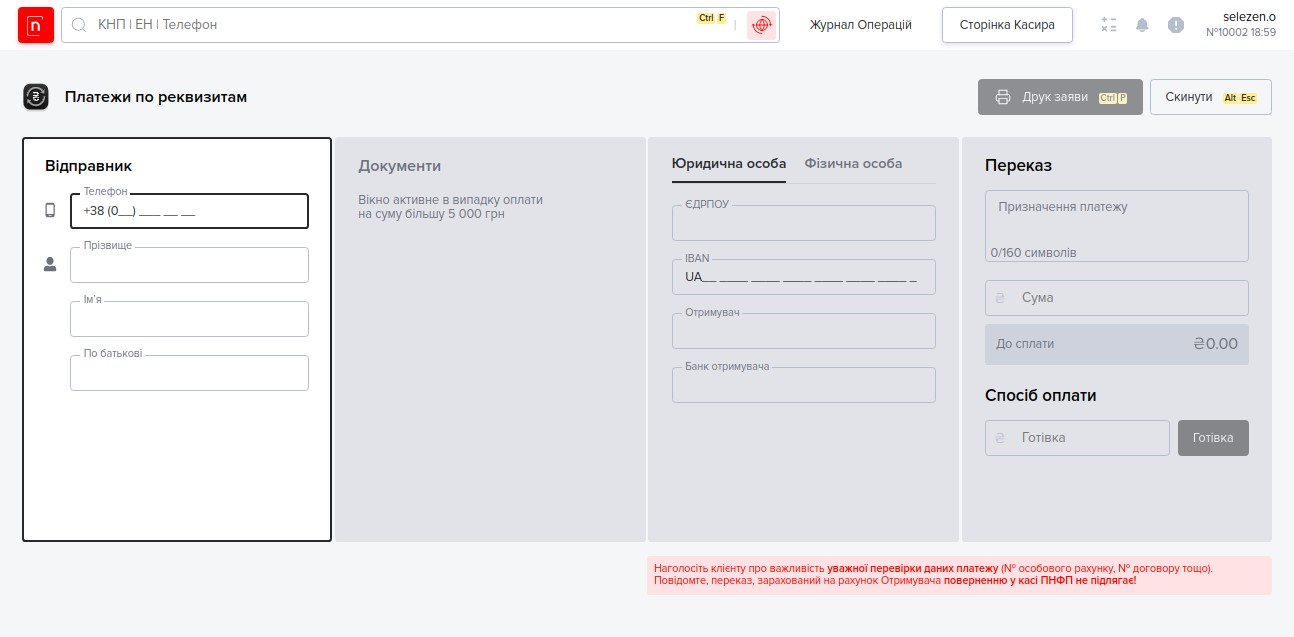 n
КНП | ЕН | Телефон
Ctrl F
Журнал Операцій
Сторінка Касира
selezen.o
№10002 18:59
Платежи по реквизитам
Друк заяви Ctrl P
Скинути Alt Esc
Відправник
Телефон
+38 (0__) ___ __ __
Прізвище
Ім'я
По батькові
Документи
Вікно активне в випадку оплати
на суму більшу 5 000 грн
Юридична особа
Фізична особа
ЄДРПОУ
IBAN
UA__ ____ ____ ____ ____ ____ ____ _
Отримувач
Банк отримувача
Переказ
Призначення платежу
0/160 символів
₴ Сума
До сплати ₴0.00
Спосіб оплати
₴ Готівка
Готівка
Наголосіть клієнту про важливість уважної перевірки даних платежу (№ особового рахунку, № договору тощо).
Повідомте, переказ, зарахований на рахунок Отримувача поверненню у касі ПНФП не підлягає!